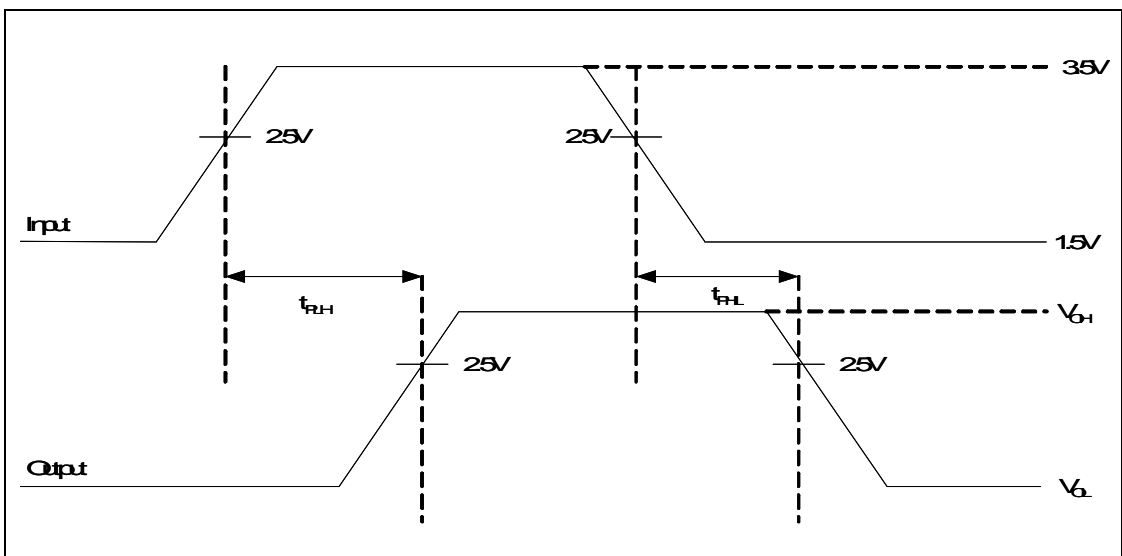 3.5V
2.5V
2.5V
Input
1.5V
tPLH
tPHL
VOH
2.5V
2.5V
Output
VOL